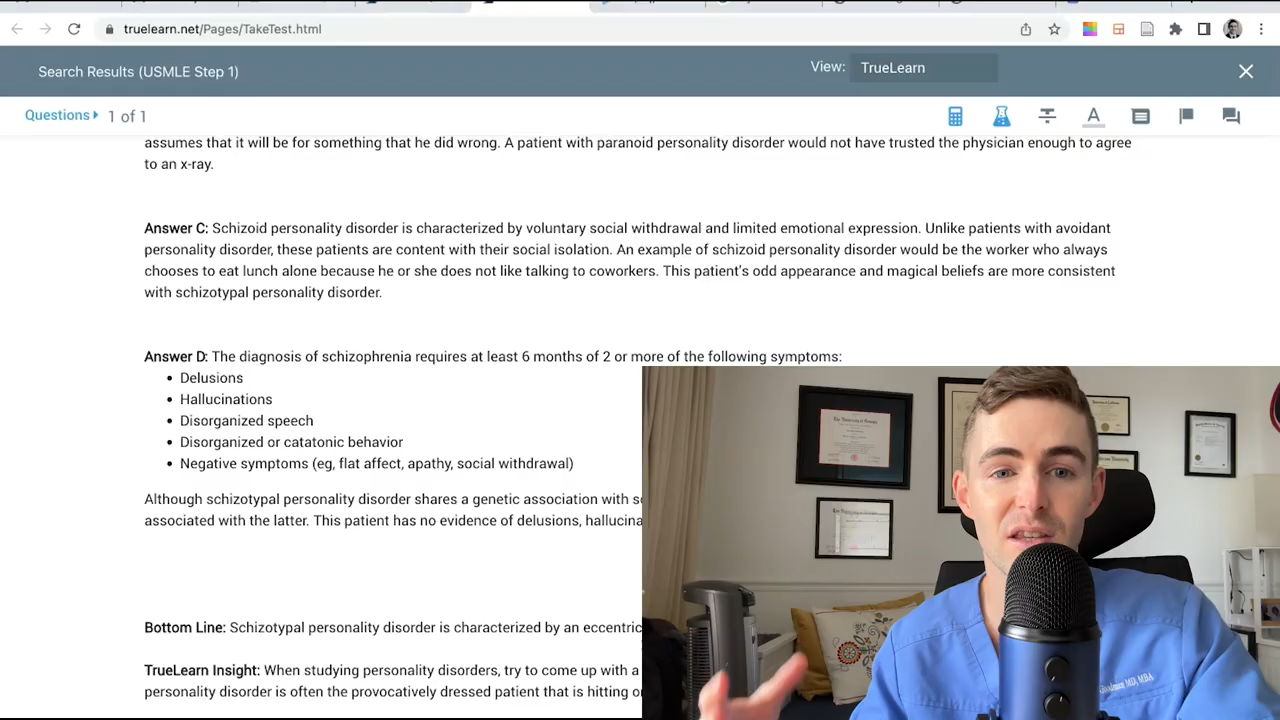 truelearn.net/Pages/TakeTest.html
Search Results (USMLE Step 1)
View: TrueLearn
Questions 1 of 1
assumes that it will be for something that he did wrong. A patient with paranoid personality disorder would not have trusted the physician enough to agree
to an x-ray.
Answer C: Schizoid personality disorder is characterized by voluntary social withdrawal and limited emotional expression. Unlike patients with avoidant
personality disorder, these patients are content with their social isolation. An example of schizoid personality disorder would be the worker who always
chooses to eat lunch alone because he or she does not like talking to coworkers. This patient's odd appearance and magical beliefs are more consistent
with schizotypal personality disorder.
Answer D: The diagnosis of schizophrenia requires at least 6 months of 2 or more of the following symptoms:
• Delusions
• Hallucinations
• Disorganized speech
• Disorganized or catatonic behavior
• Negative symptoms (eg, flat affect, apathy, social withdrawal)
Although schizotypal personality disorder shares a genetic association with
associated with the latter. This patient has no evidence of delusions,
Bottom Line: Schizotypal personality disorder is characterized by an eccentric
TrueLearn Insight: When studying personality disorders, try to come up with a
personality disorder is often the provocatively dressed patient that is hitting
MD, MBA